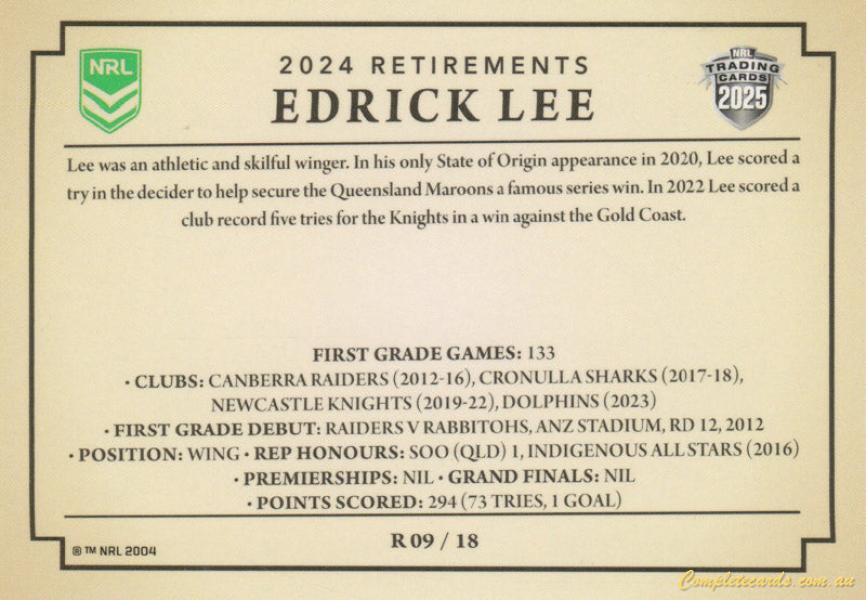 NRL
2024 RETIREMENTS
EDRICK LEE
NRL
TRADING
CARDS
2025
Lee was an athletic and skilful winger. In his only State of Origin appearance in 2020, Lee scored a
try in the decider to help secure the Queensland Maroons a famous series win. In 2022 Lee scored a
club record five tries for the Knights in a win against the Gold Coast.
FIRST GRADE GAMES: 133
• CLUBS: CANBERRA RAIDERS (2012-16), CRONULLA SHARKS (2017-18),
NEWCASTLE KNIGHTS (2019-22), DOLPHINS (2023)
• FIRST GRADE DEBUT: RAIDERS V RABBITOHS, ANZ STADIUM, RD 12, 2012
• POSITION: WING • REP HONOURS: SOO (QLD) 1, INDIGENOUS ALL STARS (2016)
• PREMIERSHIPS: NIL • GRAND FINALS: NIL
• POINTS SCORED: 294 (73 TRIES, 1 GOAL)
® ™ NRL 2004
R 09 / 18
Completecards.com.au